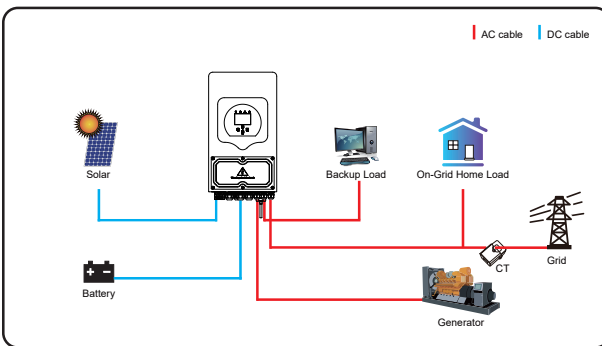 AC cable
DC cable
Solar
Backup Load
On-Grid Home Load
CT
Grid
Battery
Generator